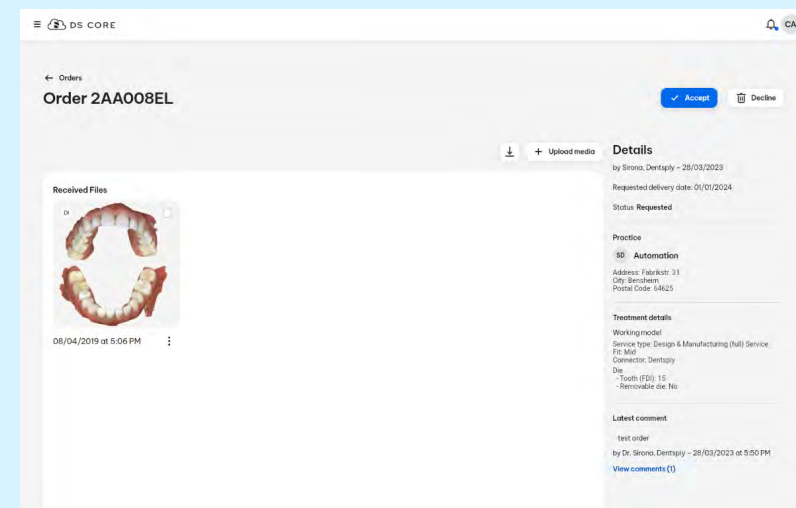 DS CORE
CA
← Orders
Order 2AA008EL
Accept
Decline
Upload media
Received Files
DI
08/04/2019 at 5:06 PM
Details
by Sirona, Dentsply – 28/03/2023
Requested delivery date: 01/01/2024
Status Requested
Practice
SD Automation
Address: Fabrikstr. 31
City: Bensheim
Postal Code: 64625
Treatment details
Working model
Service type: Design & Manufacturing (full) Service
Fit: Mid
Connector: Dentsply
Die
- Tooth (FDI): 15
- Removable die: No
Latest comment
test order
by Dr. Sirona, Dentsply – 28/03/2023 at 5:50 PM
View comments (1)